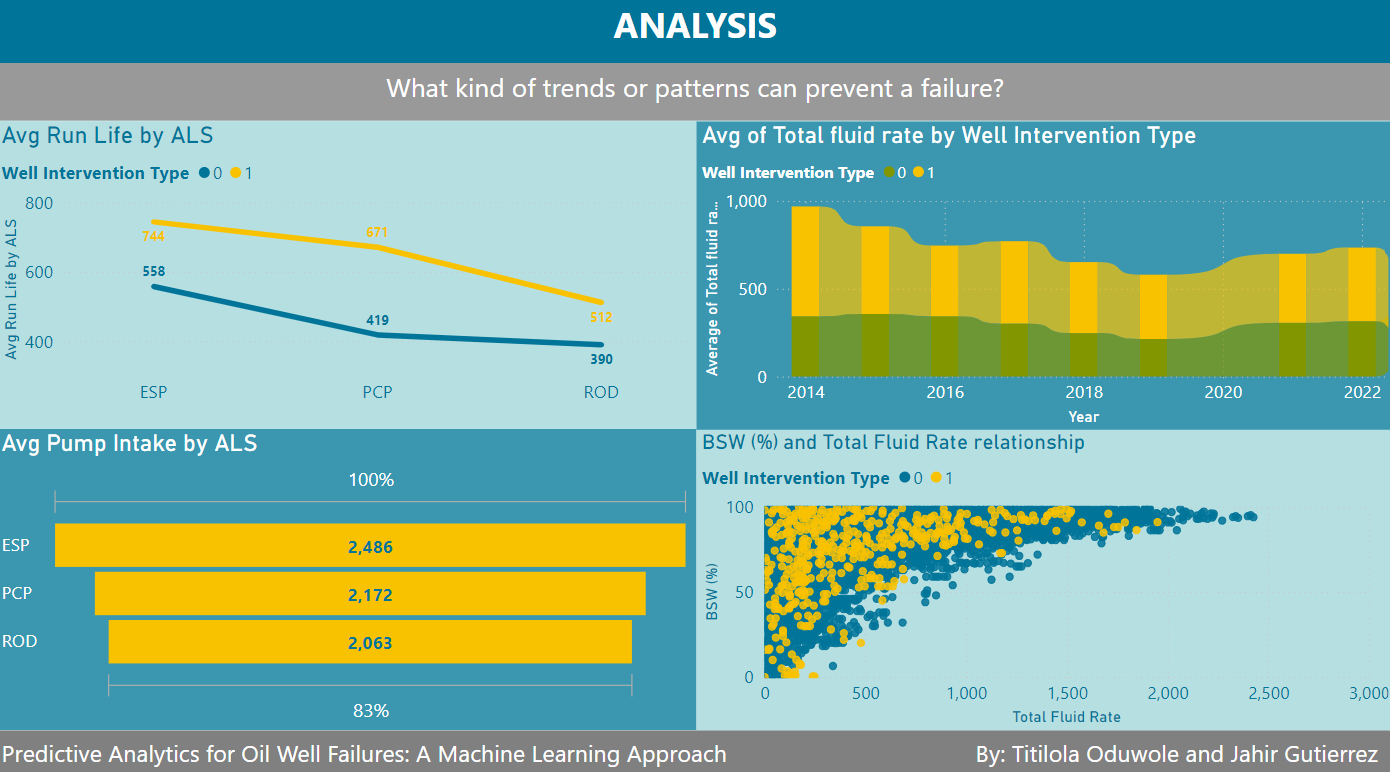 ANALYSIS
What kind of trends or patterns can prevent a failure?
Avg Run Life by ALS
Well Intervention Type 0 1
Avg Run Life by ALS
800
600
400
744
671
512
558
419
390
ESP PCP ROD
Avg of Total fluid rate by Well Intervention Type
Well Intervention Type 0 1
Average of Total fluid ra...
1,000
500
0
2014 2016 2018 2020 2022
Year
Avg Pump Intake by ALS
100%
ESP 2,486
PCP 2,172
ROD 2,063
83%
BSW (%) and Total Fluid Rate relationship
Well Intervention Type 0 1
BSW (%)
100
50
0
0 500 1,000 1,500 2,000 2,500 3,000
Total Fluid Rate
Predictive Analytics for Oil Well Failures: A Machine Learning Approach
By: Titilola Oduwole and Jahir Gutierrez